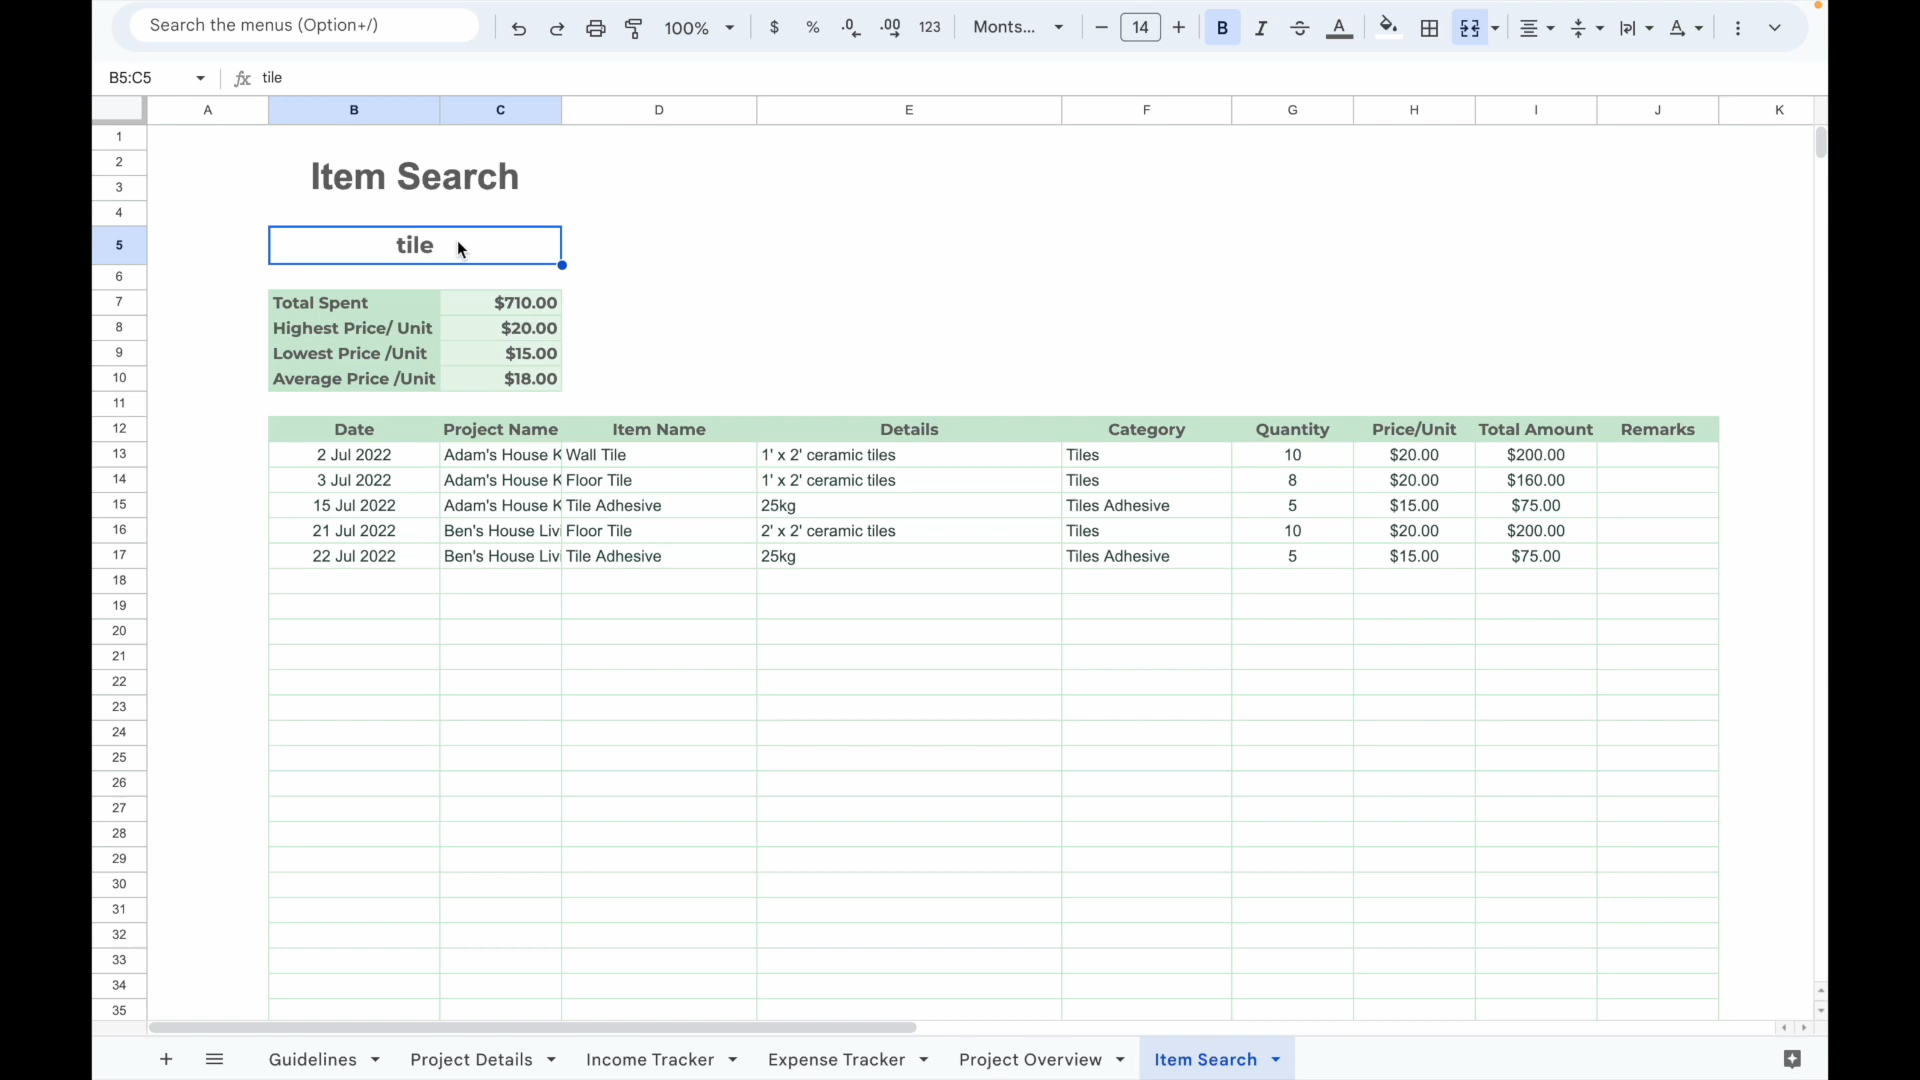 Search the menus (Option+/) 100% $ % .0 .00 123 Monts... 14 B I A A
B5:C5 fx tile
A B C D E F G H I J K
1
2 Item Search
3
4
5 tile
6
7 Total Spent $710.00
8 Highest Price/ Unit $20.00
9 Lowest Price /Unit $15.00
10 Average Price /Unit $18.00
11
12 Date Project Name Item Name Details Category Quantity Price/Unit Total Amount Remarks
13 2 Jul 2022 Adam's House K Wall Tile 1' x 2' ceramic tiles Tiles 10 $20.00 $200.00
14 3 Jul 2022 Adam's House K Floor Tile 1' x 2' ceramic tiles Tiles 8 $20.00 $160.00
15 15 Jul 2022 Adam's House K Tile Adhesive 25kg Tiles Adhesive 5 $15.00 $75.00
16 21 Jul 2022 Ben's House Livi Floor Tile 2' x 2' ceramic tiles Tiles 10 $20.00 $200.00
17 22 Jul 2022 Ben's House Livi Tile Adhesive 25kg Tiles Adhesive 5 $15.00 $75.00
18
19
20
21
22
23
24
25
26
27
28
29
30
31
32
33
34
35
Guidelines Project Details Income Tracker Expense Tracker Project Overview Item Search